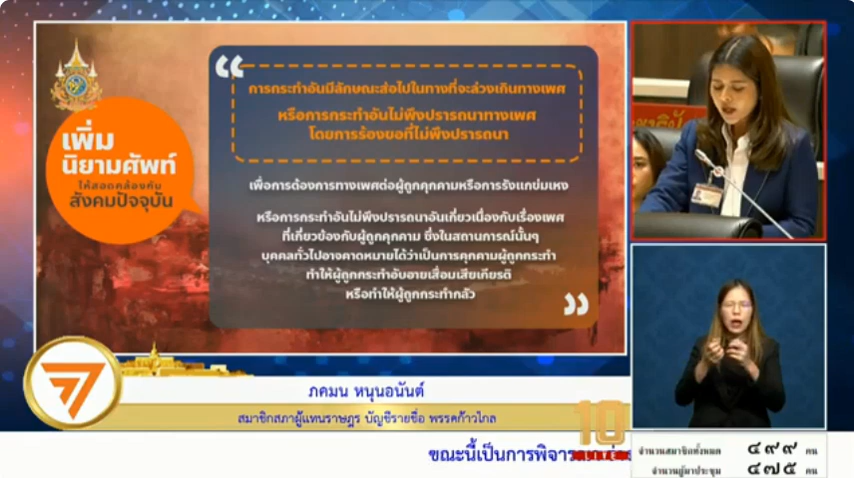 เพิ่ม
นิยามศัพท์
ให้สอดคล้องกับ
สังคมปัจจุบัน
“
การกระทำอันมีลักษณะส่อไปในทางที่จะล่วงเกินทางเพศ
หรือการกระทำอันไม่พึงปรารถนาทางเพศ
โดยการร้องขอที่ไม่พึงปรารถนา
เพื่อการต้องการทางเพศต่อผู้ถูกคุกคามหรือการรังแกข่มเหง
หรือการกระทำอันไม่พึงปรารถนาอันเกี่ยวเนื่องกับเรื่องเพศ
ที่เกี่ยวข้องกับผู้ถูกคุกคาม ซึ่งในสถานการณ์นั้นๆ
บุคคลทั่วไปอาจคาดหมายได้ว่าเป็นการคุกคามผู้ถูกกระทำ
ทำให้ผู้ถูกกระทำอับอายเสื่อมเสียเกียรติ
หรือทำให้ผู้ถูกกระทำกลัว
”
ภคมน หนุนอนันต์
สมาชิกสภาผู้แทนราษฎร บัญชีรายชื่อ พรรคก้าวไกล
10
ขณะนี้เป็นการพิจารณา
จำนวนสมาชิกทั้งหมด ๔๙๙ คน
จำนวนผู้มาประชุม ๔๗๕ คน